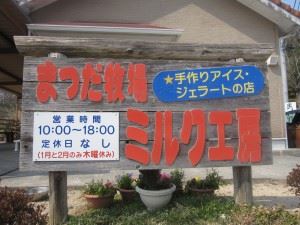 まつだ牧場
★手作りアイス・
ジェラートの店
ミルク工房
営業時間
10:00〜18:00
定休日なし
(1月と2月のみ木曜休み)